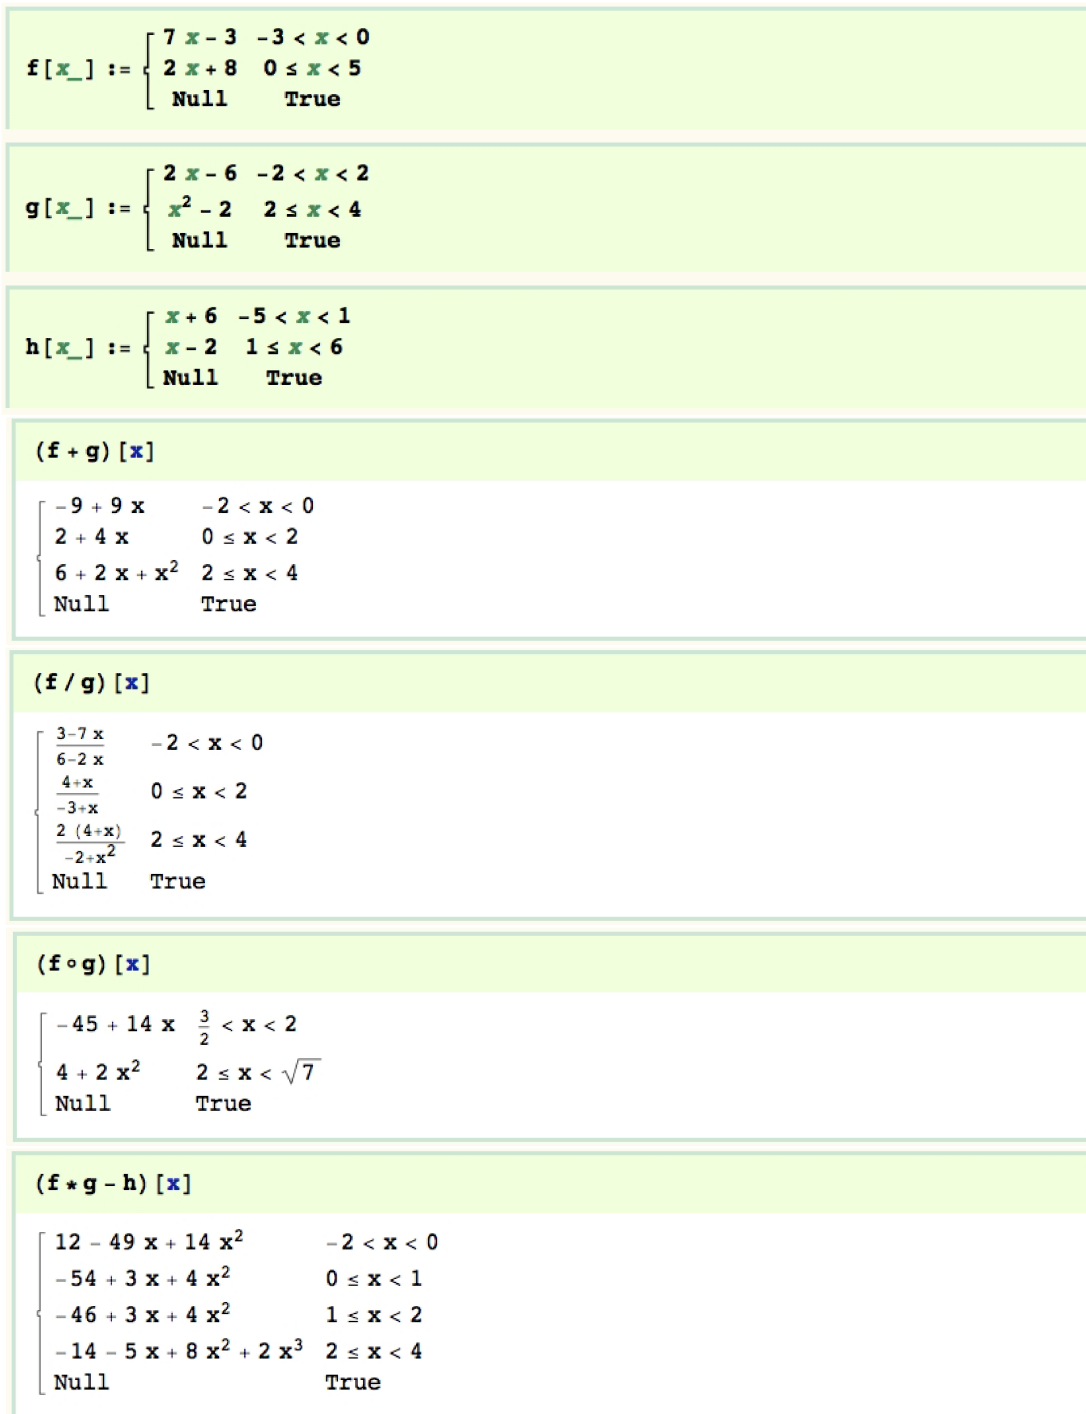 7 x - 3 -3 < x < 0
f[x_] := 2 x + 8 0 ≤ x < 5
Null True
2 x - 6 -2 < x < 2
g[x_] := x² - 2 2 ≤ x < 4
Null True
x + 6 -5 < x < 1
h[x_] := x - 2 1 ≤ x < 6
Null True
(f + g)[x]
-9 + 9 x -2 < x < 0
2 + 4 x 0 ≤ x < 2
6 + 2 x + x² 2 ≤ x < 4
Null True
(f / g)[x]
3-7 x / 6-2 x -2 < x < 0
4+x / -3+x 0 ≤ x < 2
2 (4+x) / -2+x² 2 ≤ x < 4
Null True
(f ∘ g)[x]
-45 + 14 x 3/2 < x < 2
4 + 2 x² 2 ≤ x < √7
Null True
(f * g - h)[x]
12 - 49 x + 14 x² -2 < x < 0
-54 + 3 x + 4 x² 0 ≤ x < 1
-46 + 3 x + 4 x² 1 ≤ x < 2
-14 - 5 x + 8 x² + 2 x³ 2 ≤ x < 4
Null True